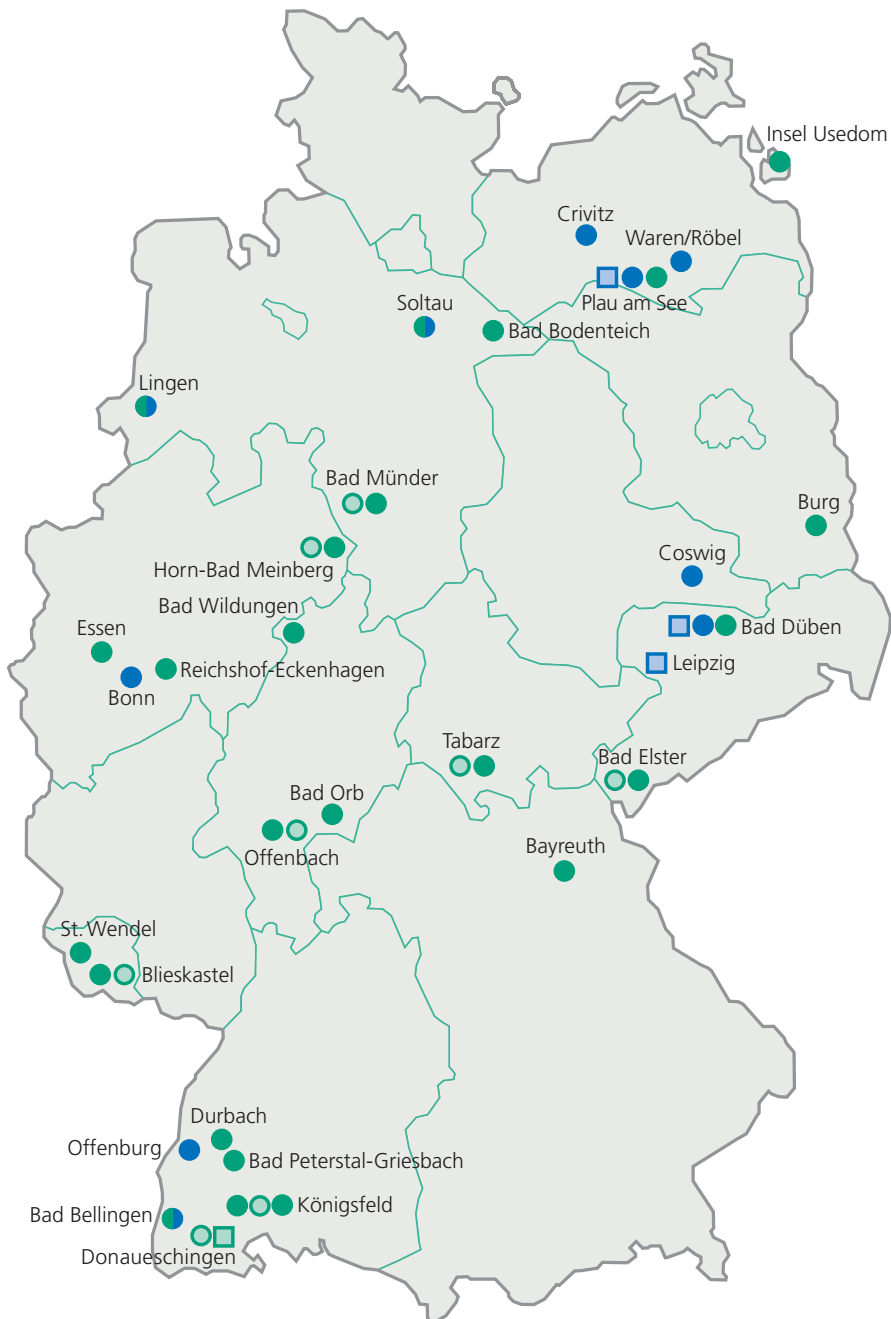 Insel Usedom
Crivitz
Waren/Röbel
Plau am See
Soltau
Bad Bodenteich
Lingen
Bad Münder
Burg
Horn-Bad Meinberg
Coswig
Bad Wildungen
Essen
Bad Düben
Reichshof-Eckenhagen
Leipzig
Bonn
Tabarz
Bad Elster
Bad Orb
Offenbach
Bayreuth
St. Wendel
Blieskastel
Durbach
Offenburg
Bad Peterstal-Griesbach
Königsfeld
Bad Bellingen
Donaueschingen